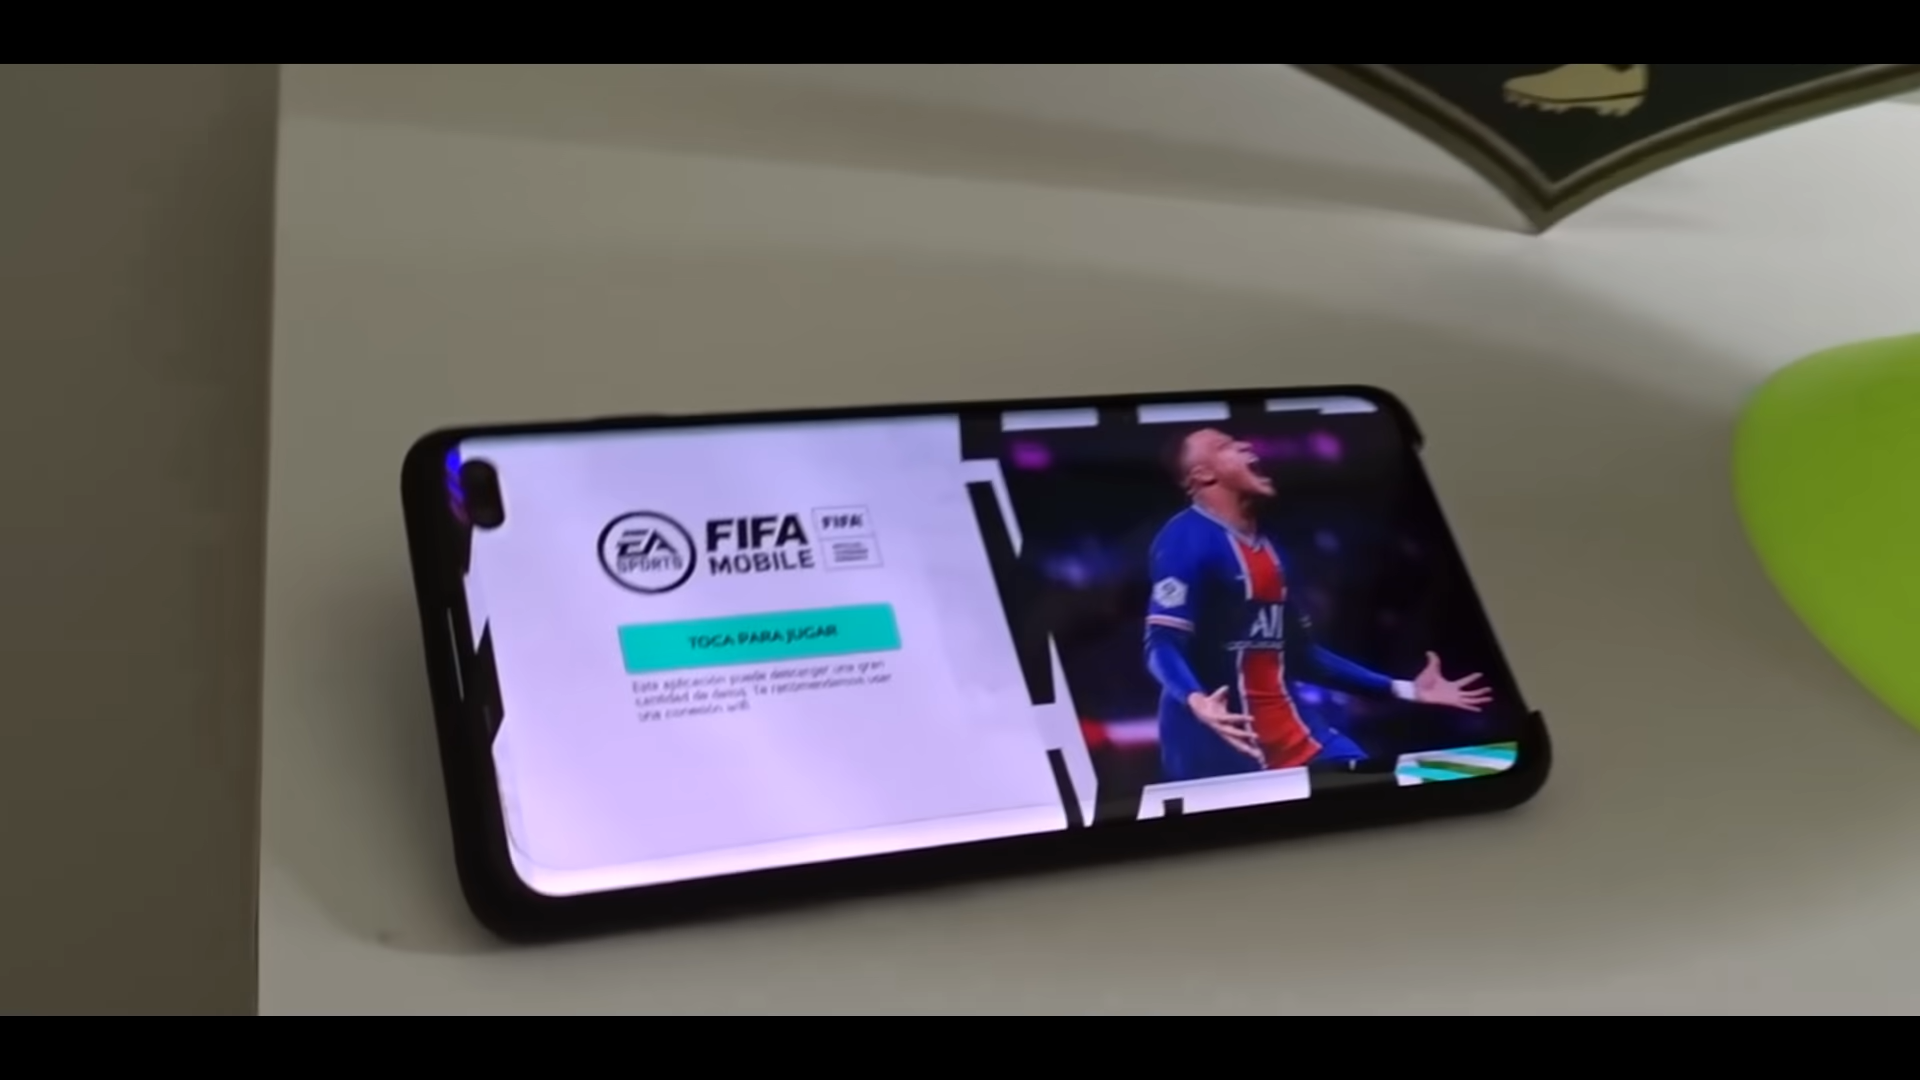 EA
SPORTS
FIFA
MOBILE
FIFA
TOCA PARA JUGAR
Esta aplicación puede descargar una gran
cantidad de datos. Te recomendamos usar
una conexión wifi.